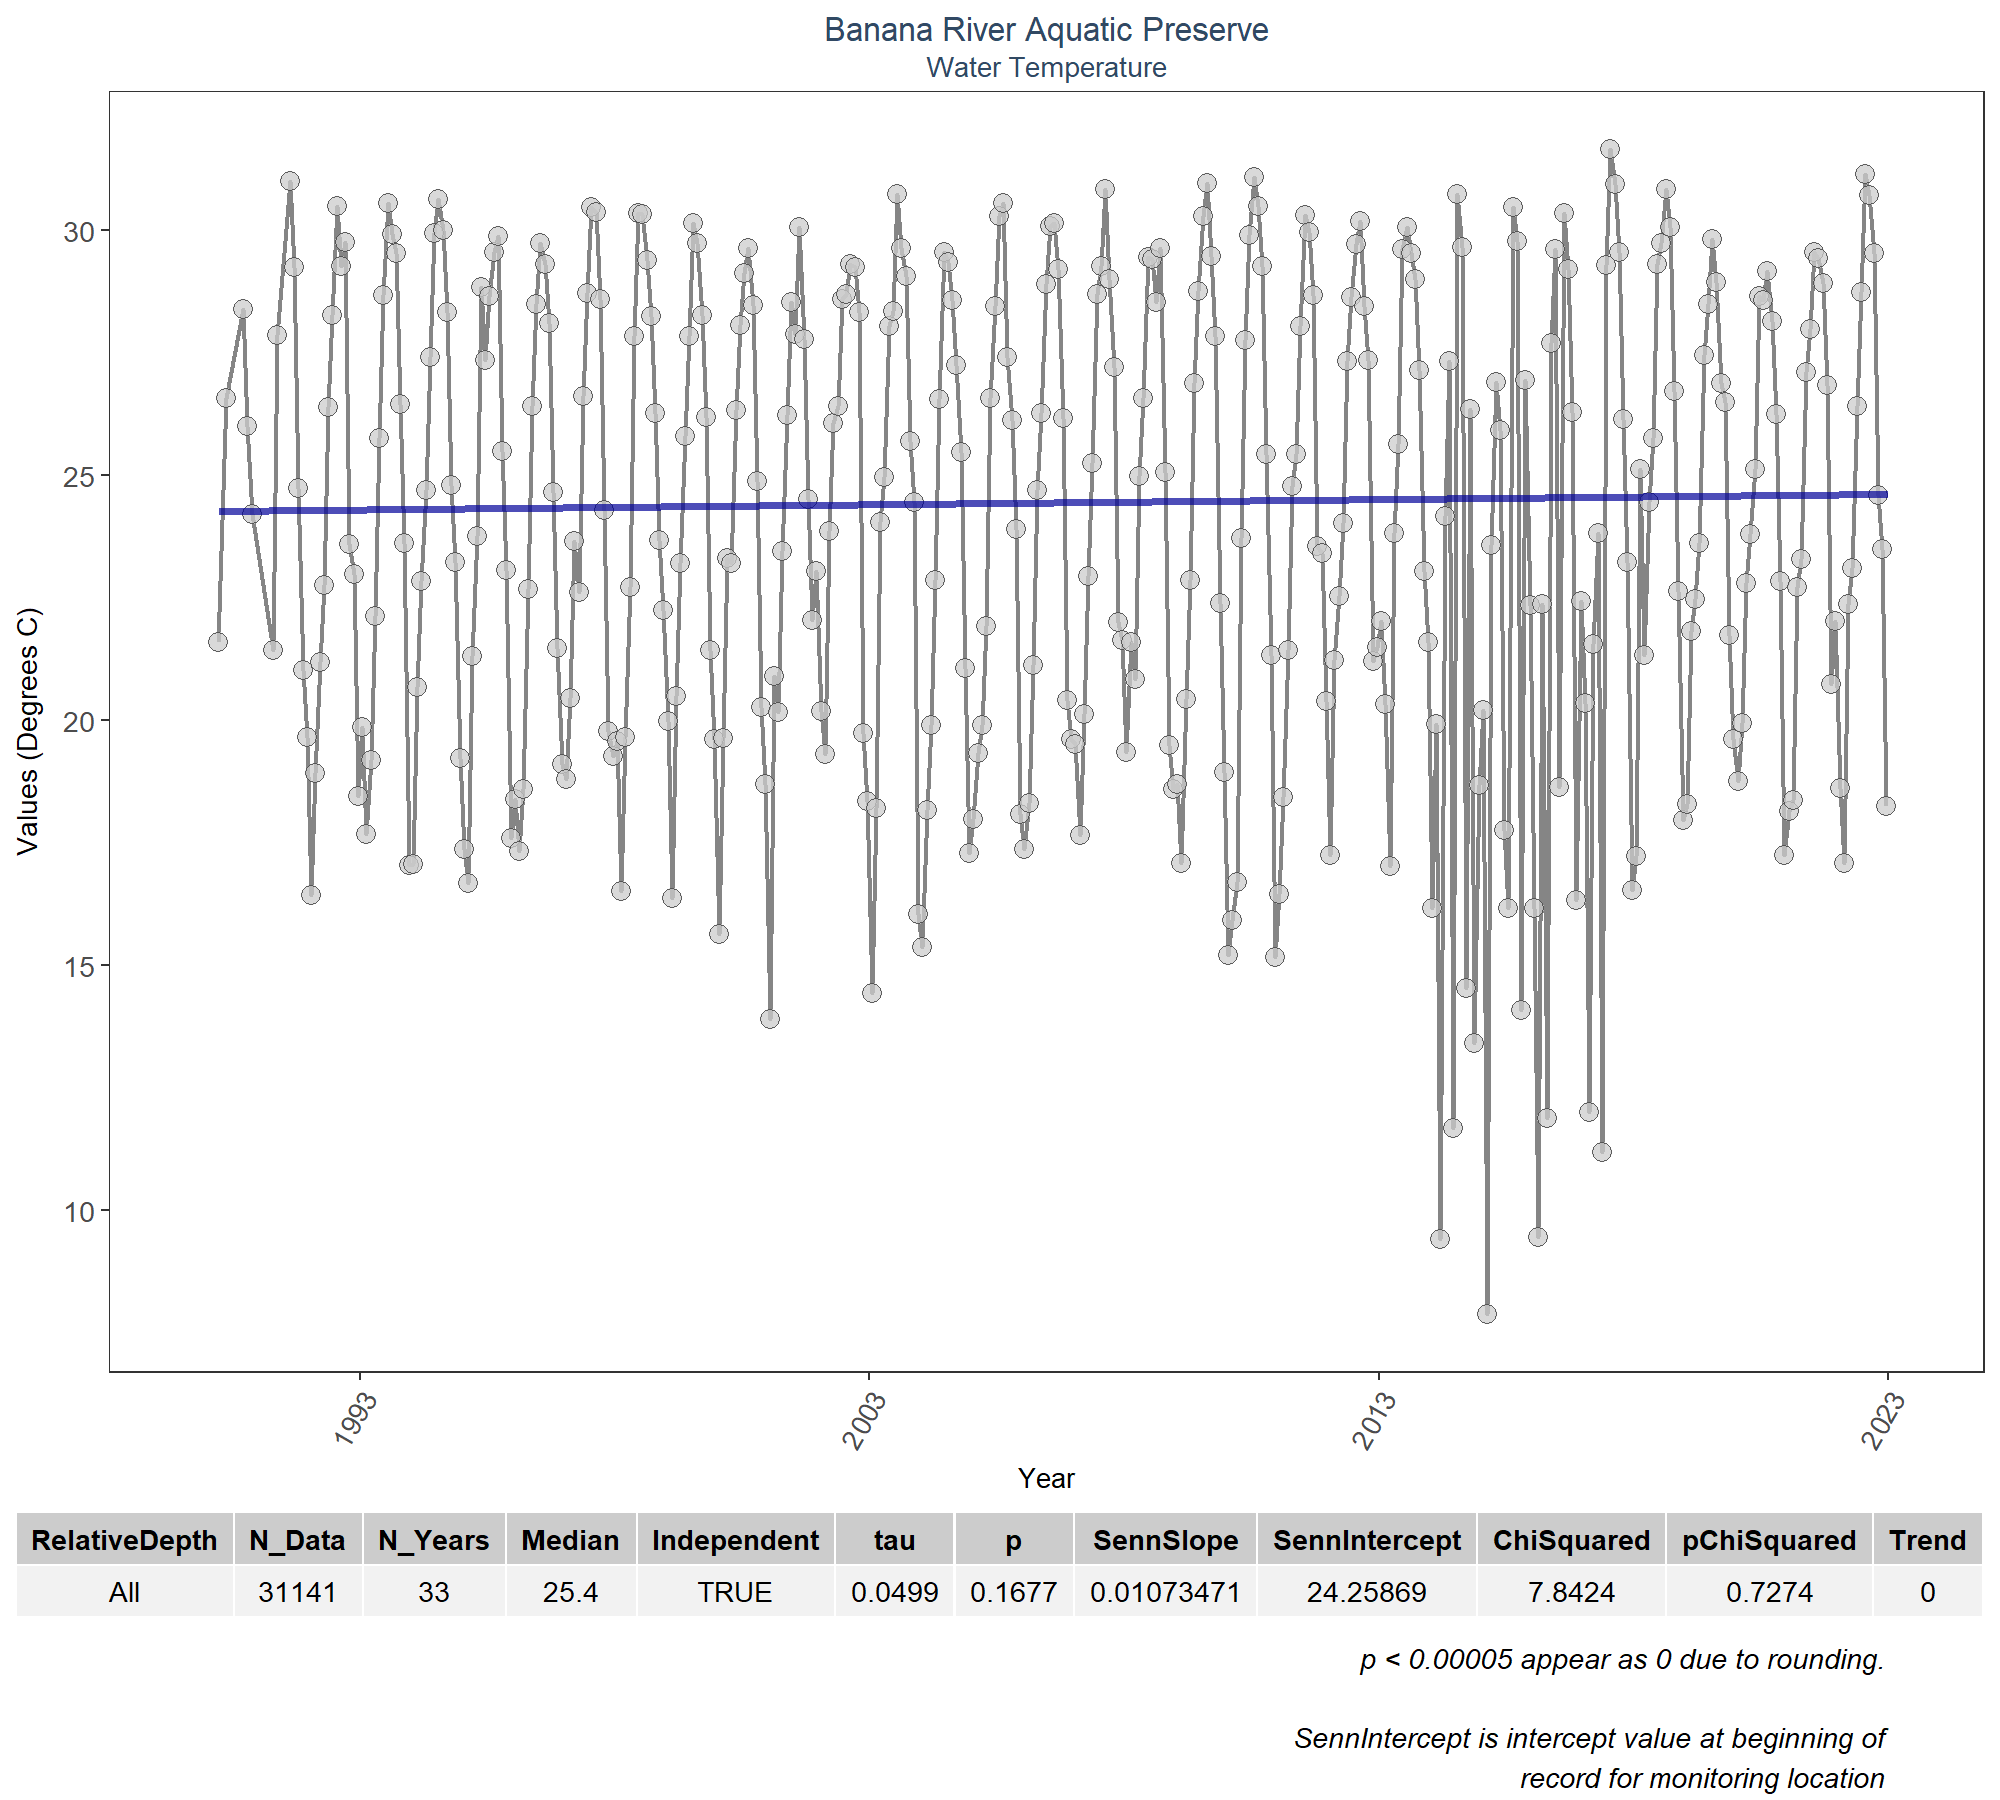 Banana River Aquatic Preserve
Water Temperature
Values (Degrees C)
30
25
20
15
10
1993
2003
2013
2023
Year
RelativeDepth N_Data N_Years Median Independent tau p SennSlope SennIntercept ChiSquared pChiSquared Trend
All 31141 33 25.4 TRUE 0.0499 0.1677 0.01073471 24.25869 7.8424 0.7274 0
p < 0.00005 appear as 0 due to rounding.
SennIntercept is intercept value at beginning of
record for monitoring location